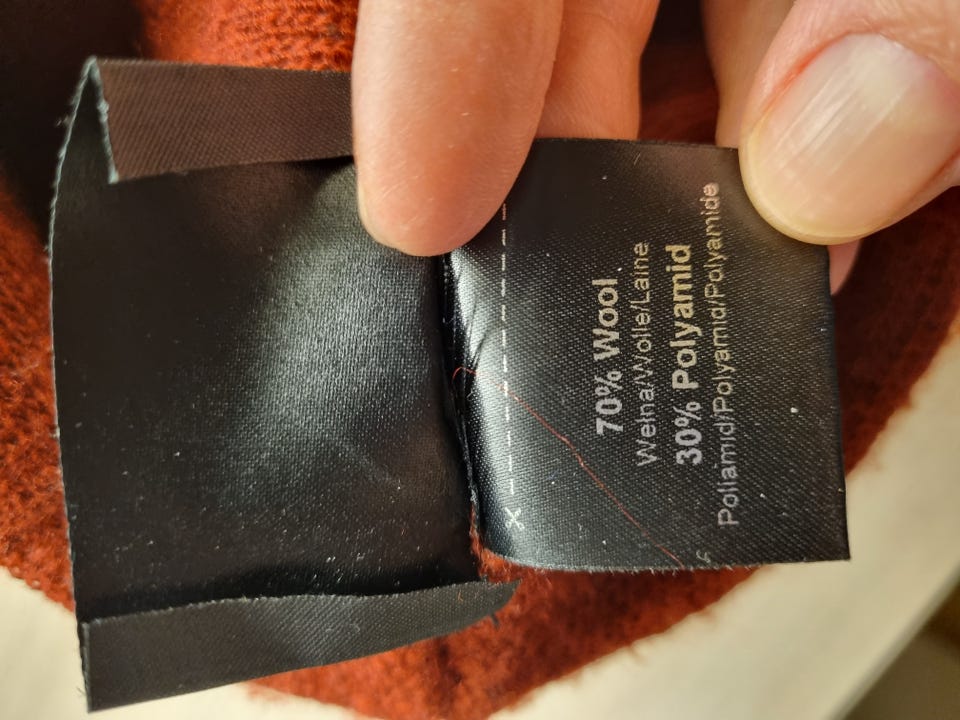 70% Wool
Wełna/Wolle/Laine
30% Polyamid
Poliamid/Polyamid/Polyamide